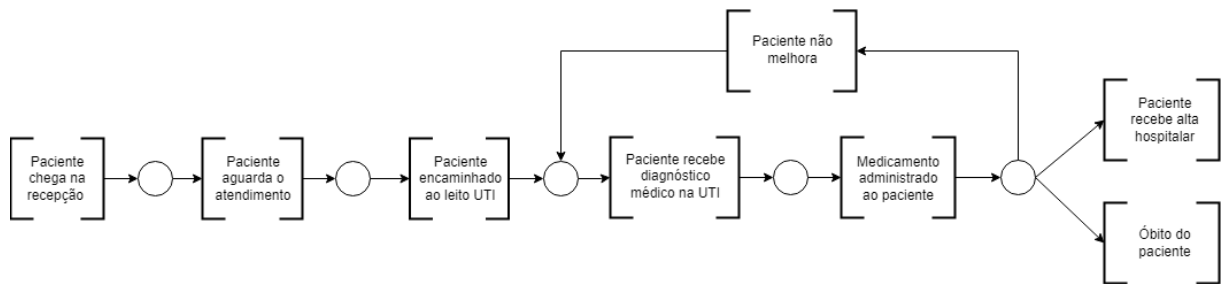 Paciente não
melhora
Paciente
chega na
recepção
Paciente
aguarda o
atendimento
Paciente
encaminhado
ao leito UTI
Paciente recebe
diagnóstico
médico na UTI
Medicamento
administrado
ao paciente
Paciente
recebe alta
hospitalar
Óbito do
paciente